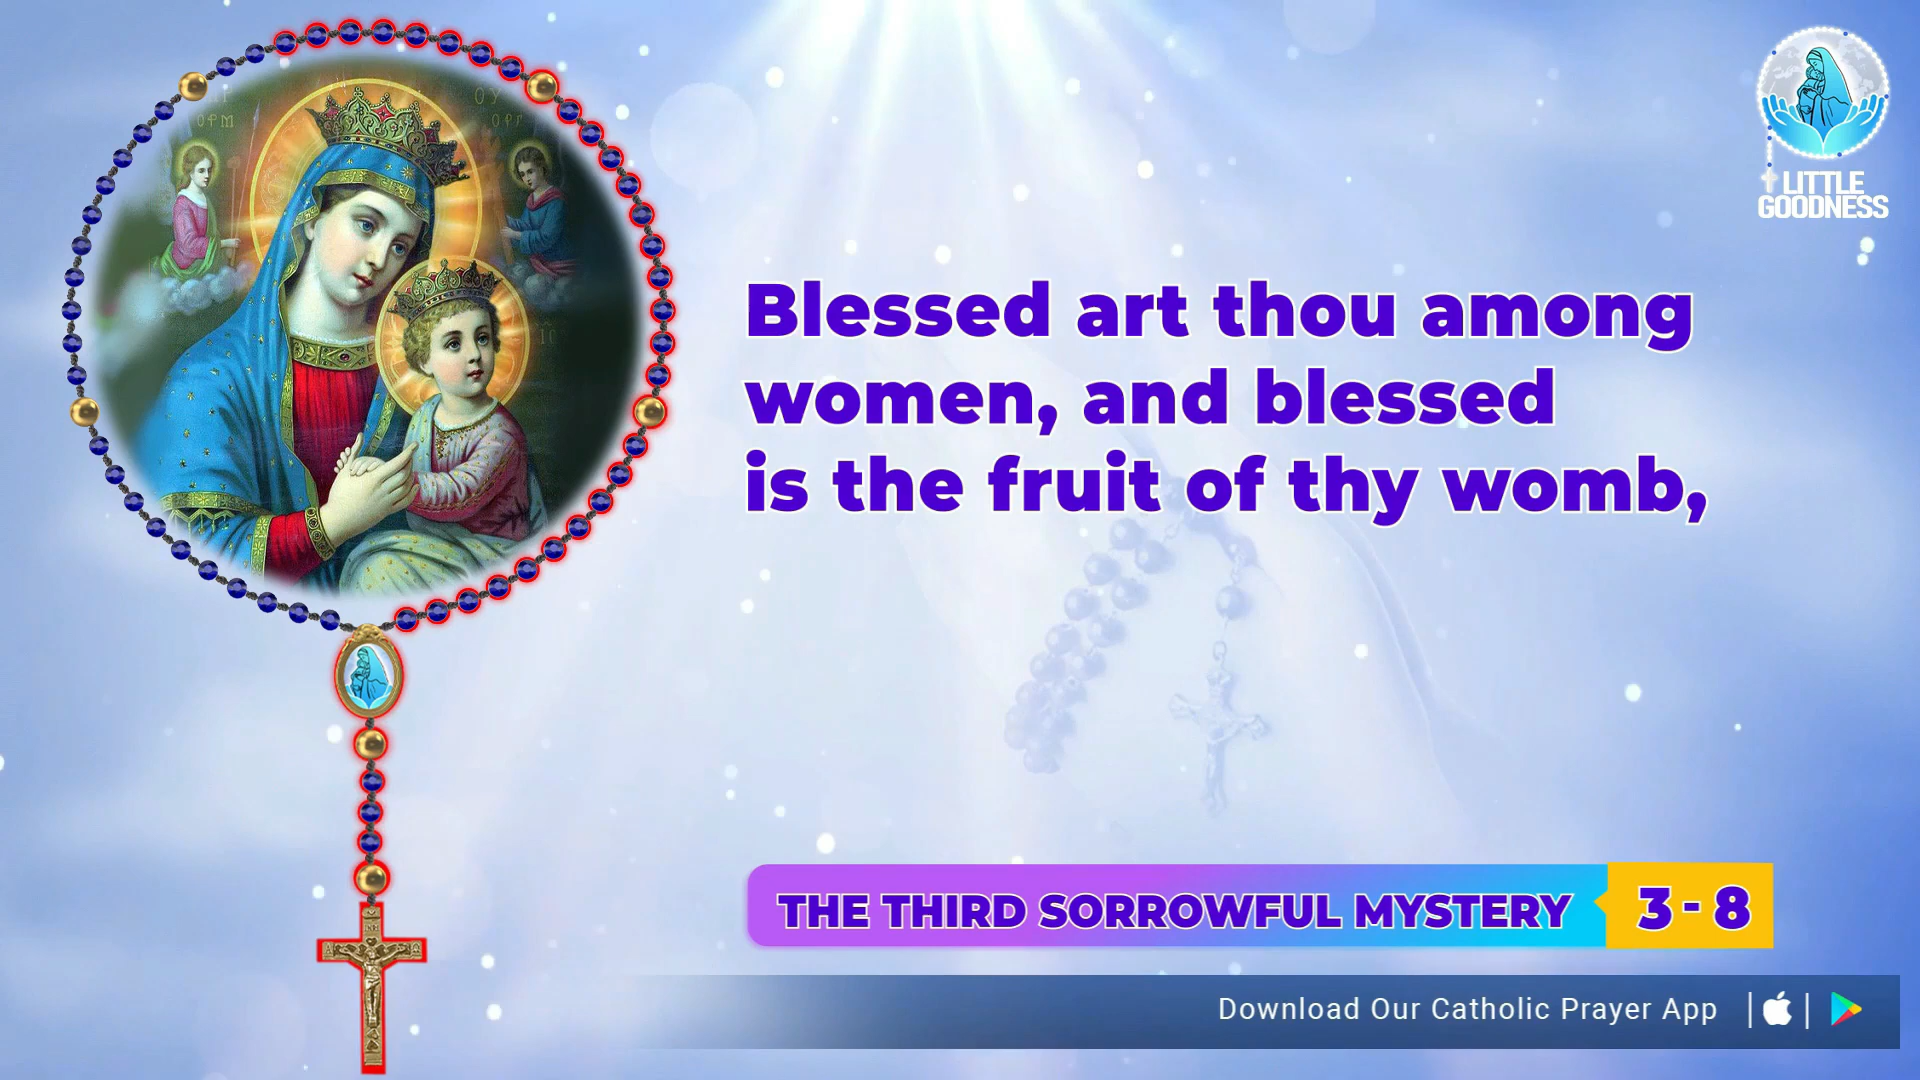 LITTLE
GOODNESS
Blessed art thou among
women, and blessed
is the fruit of thy womb,
THE THIRD SORROWFUL MYSTERY 3 - 8
Download Our Catholic Prayer App